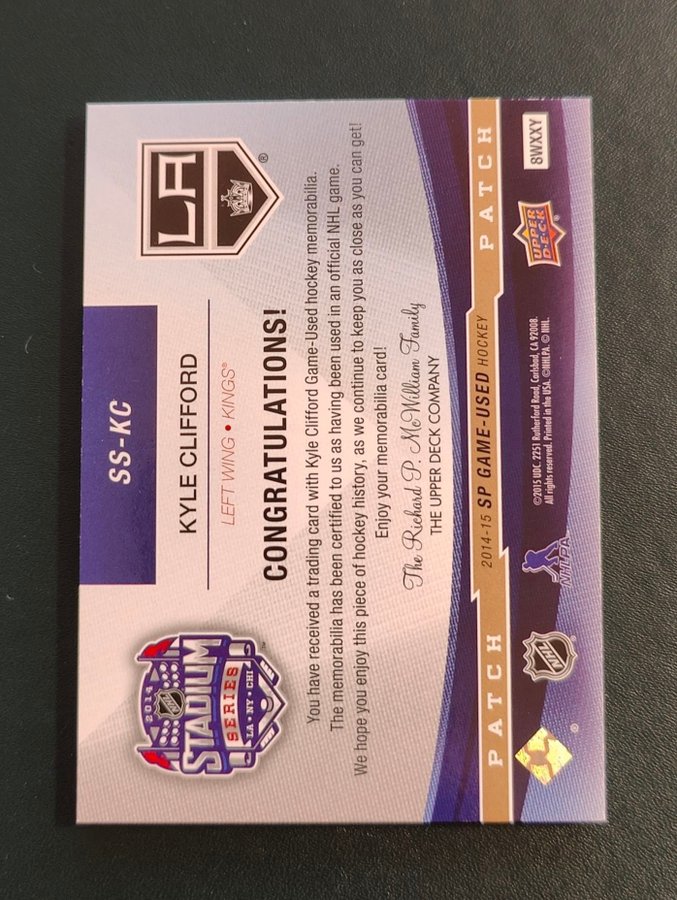 SS-KC
2014
NHL
STADIUM
SERIES
LA • NY • CHI
KYLE CLIFFORD
LEFT WING • KINGS®
LA
®
CONGRATULATIONS!
You have received a trading card with Kyle Clifford Game-Used hockey memorabilia.
The memorabilia has been certified to us as having been used in an official NHL game.
We hope you enjoy this piece of hockey history, as we continue to keep you as close as you can get!
Enjoy your memorabilia card!
The Richard P. McWilliam Family
THE UPPER DECK COMPANY
PATCH
2014-15 SP GAME-USED HOCKEY
PATCH
®
NHL
NHLPA
©2015 UDC. 2251 Rutherford Road, Carlsbad, CA 92008.
All rights reserved. Printed in the USA. ©NHLPA. © NHL.
UPPER
DECK
®
8WXXY